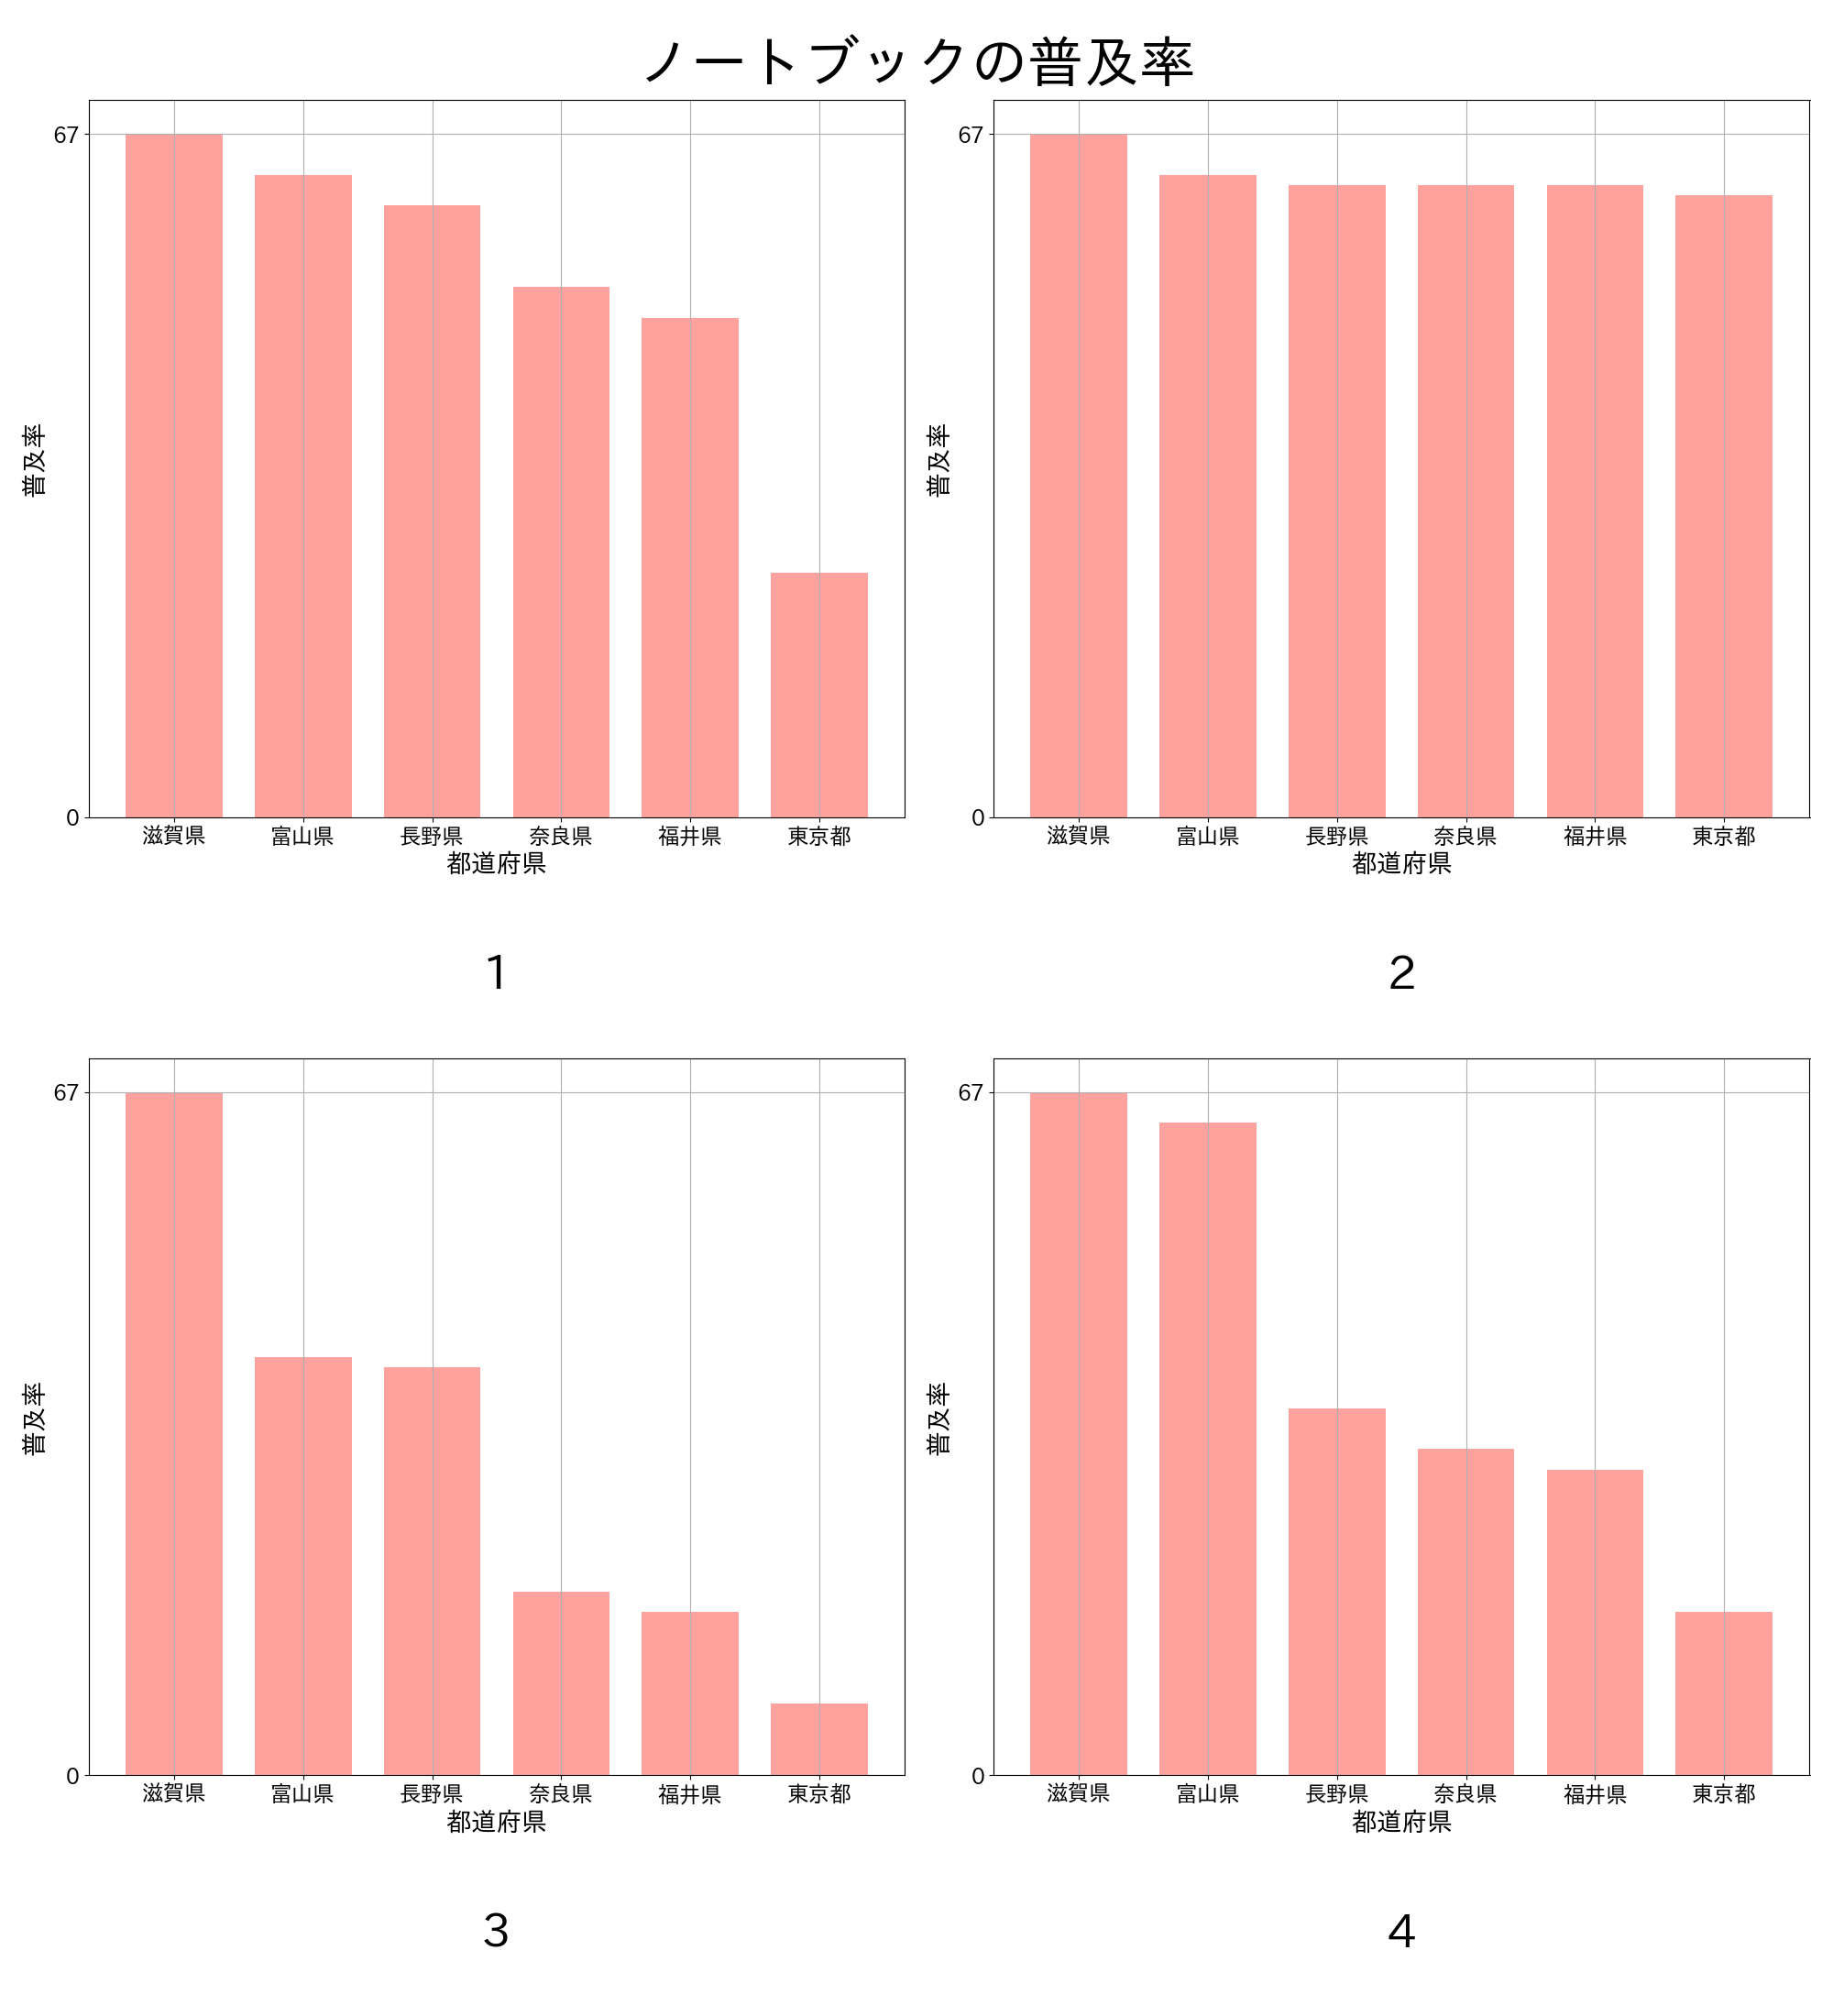 ノートブックの普及率
67
0
普及率
滋賀県 富山県 長野県 奈良県 福井県 東京都
都道府県
1
67
0
普及率
滋賀県 富山県 長野県 奈良県 福井県 東京都
都道府県
2
67
0
普及率
滋賀県 富山県 長野県 奈良県 福井県 東京都
都道府県
3
67
0
普及率
滋賀県 富山県 長野県 奈良県 福井県 東京都
都道府県
4